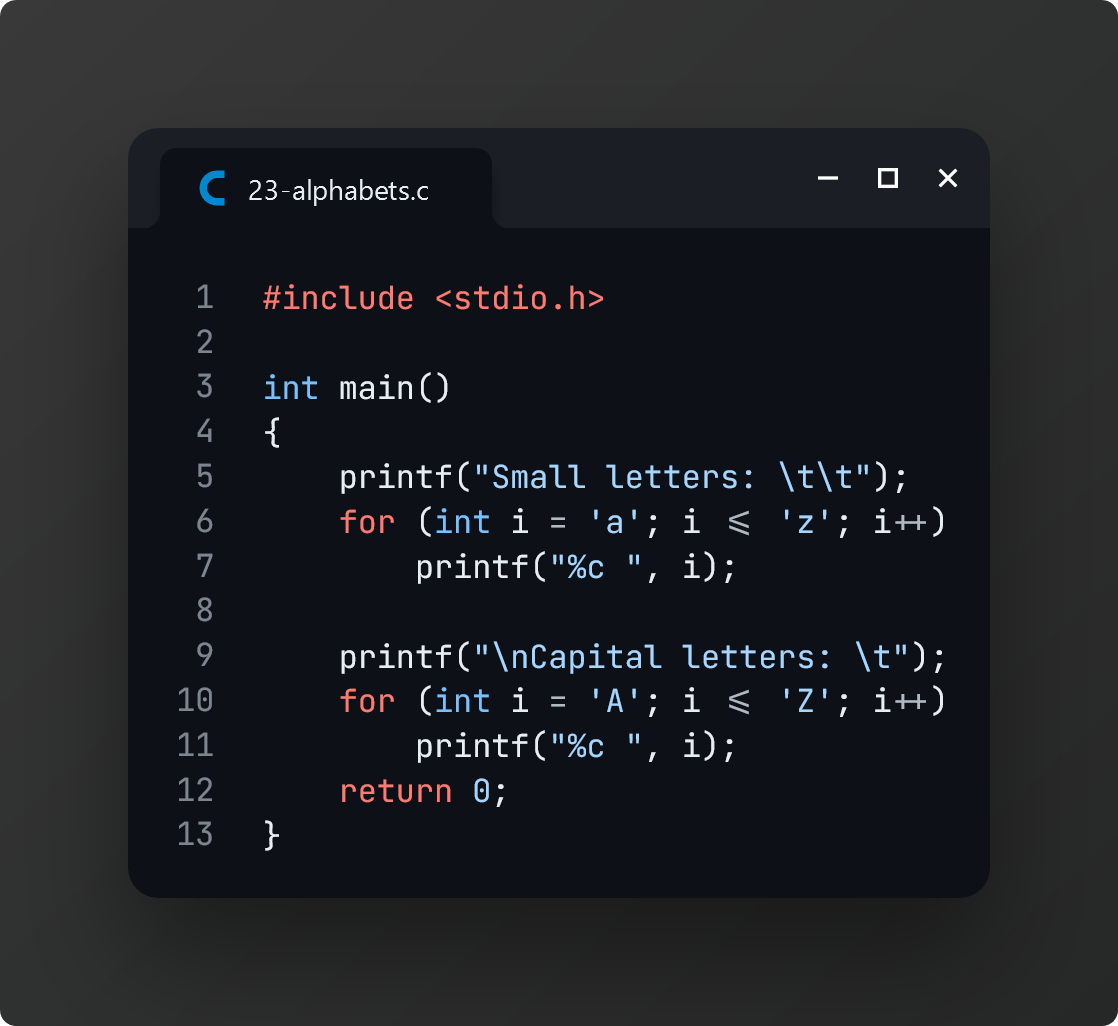 23-alphabets.c
1 #include <stdio.h>
2
3 int main()
4 {
5     printf("Small letters: \t\t");
6     for (int i = 'a'; i <= 'z'; i++)
7         printf("%c ", i);
8
9     printf("\nCapital letters: \t");
10     for (int i = 'A'; i <= 'Z'; i++)
11         printf("%c ", i);
12     return 0;
13 }